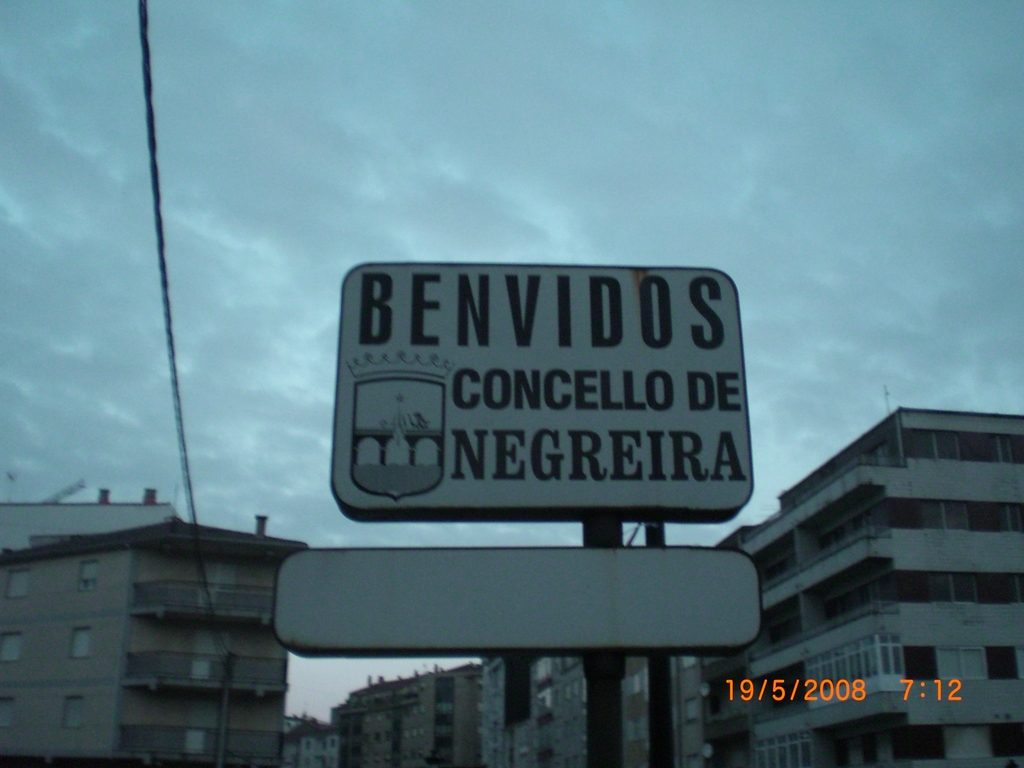 BENVIDOS
CONCELLO DE
NEGREIRA
19/5/2008 7:12